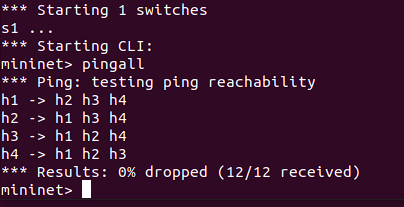 *** Starting 1 switches
s1 ...
*** Starting CLI:
mininet> pingall
*** Ping: testing ping reachability
h1 -> h2 h3 h4
h2 -> h1 h3 h4
h3 -> h1 h2 h4
h4 -> h1 h2 h3
*** Results: 0% dropped (12/12 received)
mininet>